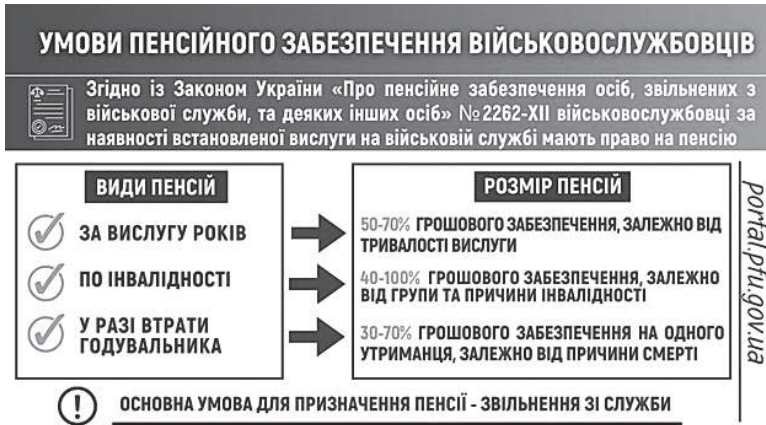 УМОВИ ПЕНСІЙНОГО ЗАБЕЗПЕЧЕННЯ ВІЙСЬКОВОСЛУЖБОВЦІВ
Згідно із Законом України «Про пенсійне забезпечення осіб, звільнених з
військової служби, та деяких інших осіб» №2262-XII військовослужбовці за
наявності встановленої вислуги на військовій службі мають право на пенсію
ВИДИ ПЕНСІЙ
ЗА ВИСЛУГУ РОКІВ
ПО ІНВАЛІДНОСТІ
У РАЗІ ВТРАТИ
ГОДУВАЛЬНИКА
РОЗМІР ПЕНСІЙ
50-70% ГРОШОВОГО ЗАБЕЗПЕЧЕННЯ, ЗАЛЕЖНО ВІД
ТРИВАЛОСТІ ВИСЛУГИ
40-100% ГРОШОВОГО ЗАБЕЗПЕЧЕННЯ, ЗАЛЕЖНО
ВІД ГРУПИ ТА ПРИЧИНИ ІНВАЛІДНОСТІ
30-70% ГРОШОВОГО ЗАБЕЗПЕЧЕННЯ НА ОДНОГО
УТРИМАНЦЯ, ЗАЛЕЖНО ВІД ПРИЧИНИ СМЕРТІ
portal.pfu.gov.ua
ОСНОВНА УМОВА ДЛЯ ПРИЗНАЧЕННЯ ПЕНСІЇ - ЗВІЛЬНЕННЯ ЗІ СЛУЖБИ